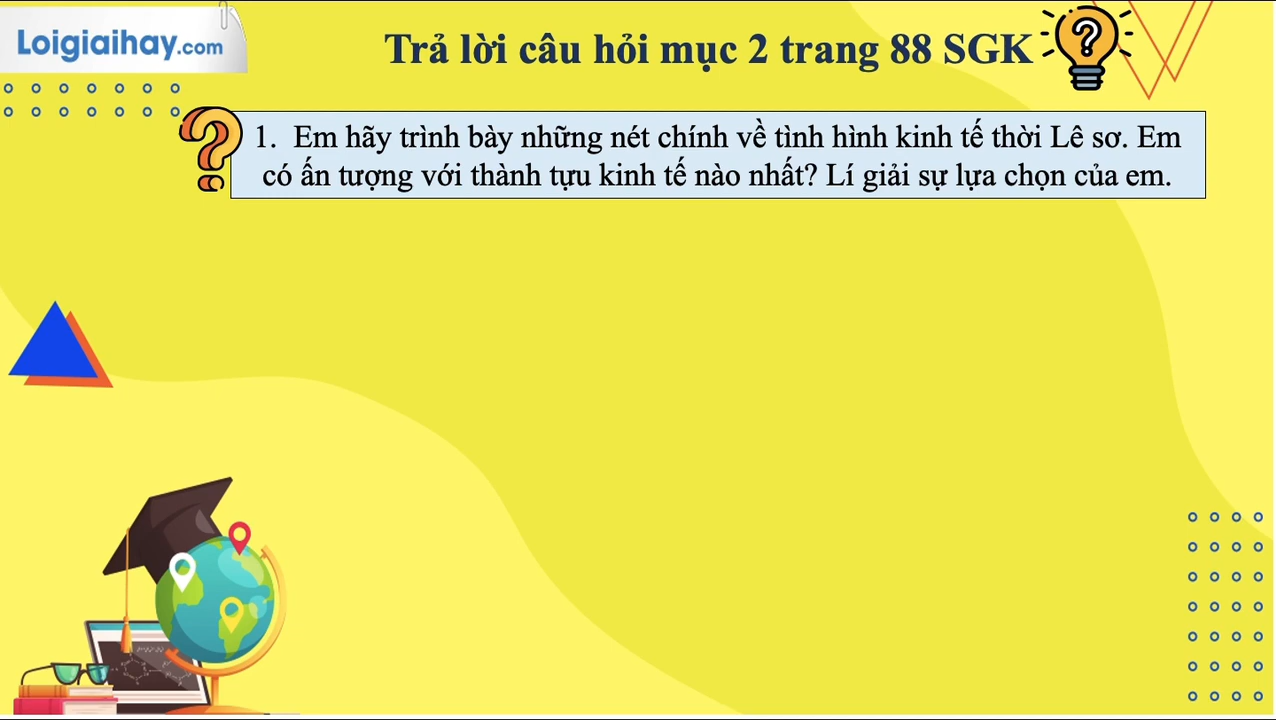 Loigiaihay.com
Trả lời câu hỏi mục 2 trang 88 SGK
1. Em hãy trình bày những nét chính về tình hình kinh tế thời Lê sơ. Em
có ấn tượng với thành tựu kinh tế nào nhất? Lí giải sự lựa chọn của em.